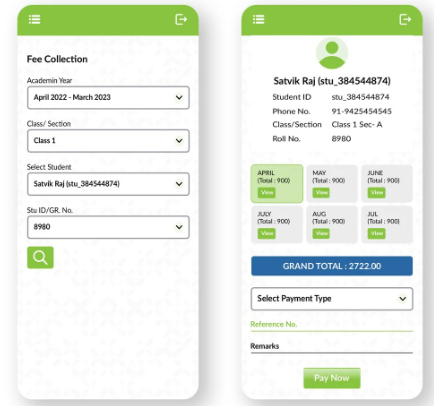 Fee Collection
Academin Year
April 2022 - March 2023
Class/ Section
Class 1
Select Student
Satvik Raj (stu_384544874)
Stu ID/GR. No.
8980
Satvik Raj (stu_384544874)
Student ID stu_384544874
Phone No. 91-9425454545
Class/Section Class 1 Sec- A
Roll No. 8980
APRIL MAY JUNE
(Total : 900) (Total : 900) (Total : 900)
View View View
JULY AUG JUL
(Total : 900) (Total : 900) (Total : 900)
View View View
GRAND TOTAL : 2722.00
Select Payment Type
Reference No.
Remarks
Pay Now